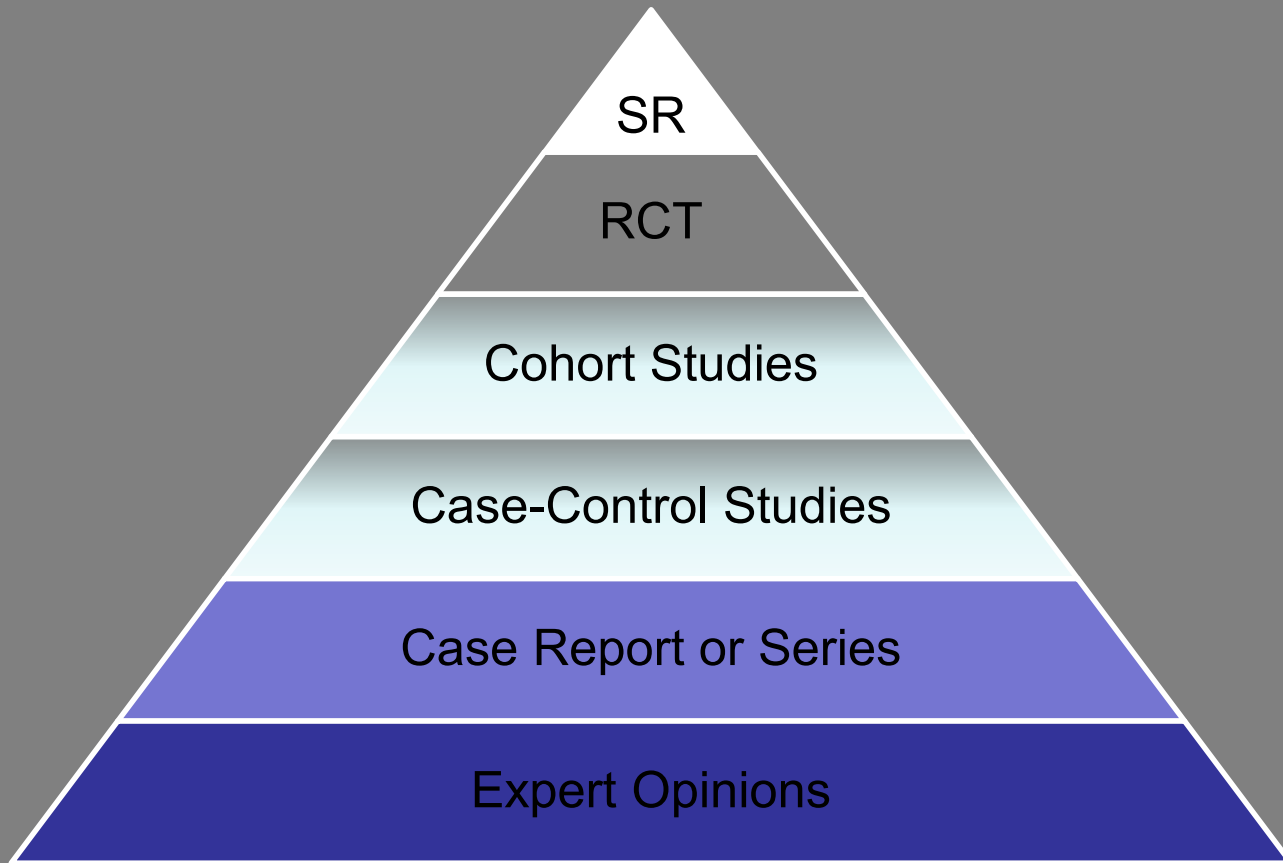 SR
RCT
Cohort Studies
Case-Control Studies
Case Report or Series
Expert Opinions